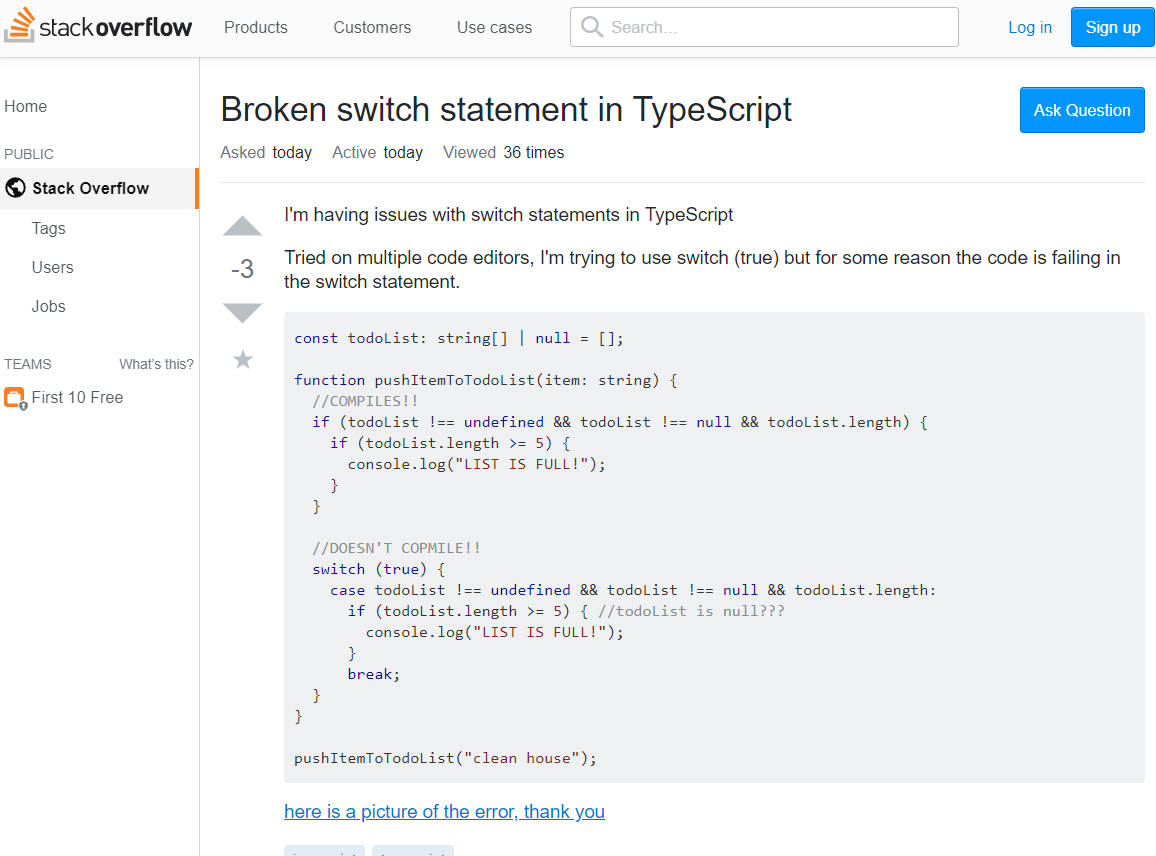 stackoverflow
Products
Customers
Use cases
Search...
Log in
Sign up
Home
PUBLIC
Stack Overflow
Tags
Users
Jobs
TEAMS
What's this?
First 10 Free
Broken switch statement in TypeScript
Ask Question
Asked today Active today Viewed 36 times
-3
I'm having issues with switch statements in TypeScript
Tried on multiple code editors, I'm trying to use switch (true) but for some reason the code is failing in
the switch statement.
const todoList: string[] | null = [];
function pushItemToTodoList(item: string) {
  //COMPILES!!
  if (todoList !== undefined && todoList !== null && todoList.length) {
    if (todoList.length >= 5) {
      console.log("LIST IS FULL!");
    }
  }
  //DOESN'T COPMILE!!
  switch (true) {
    case todoList !== undefined && todoList !== null && todoList.length:
      if (todoList.length >= 5) { //todoList is null???
        console.log("LIST IS FULL!");
      }
      break;
  }
}
pushItemToTodoList("clean house");
here is a picture of the error, thank you